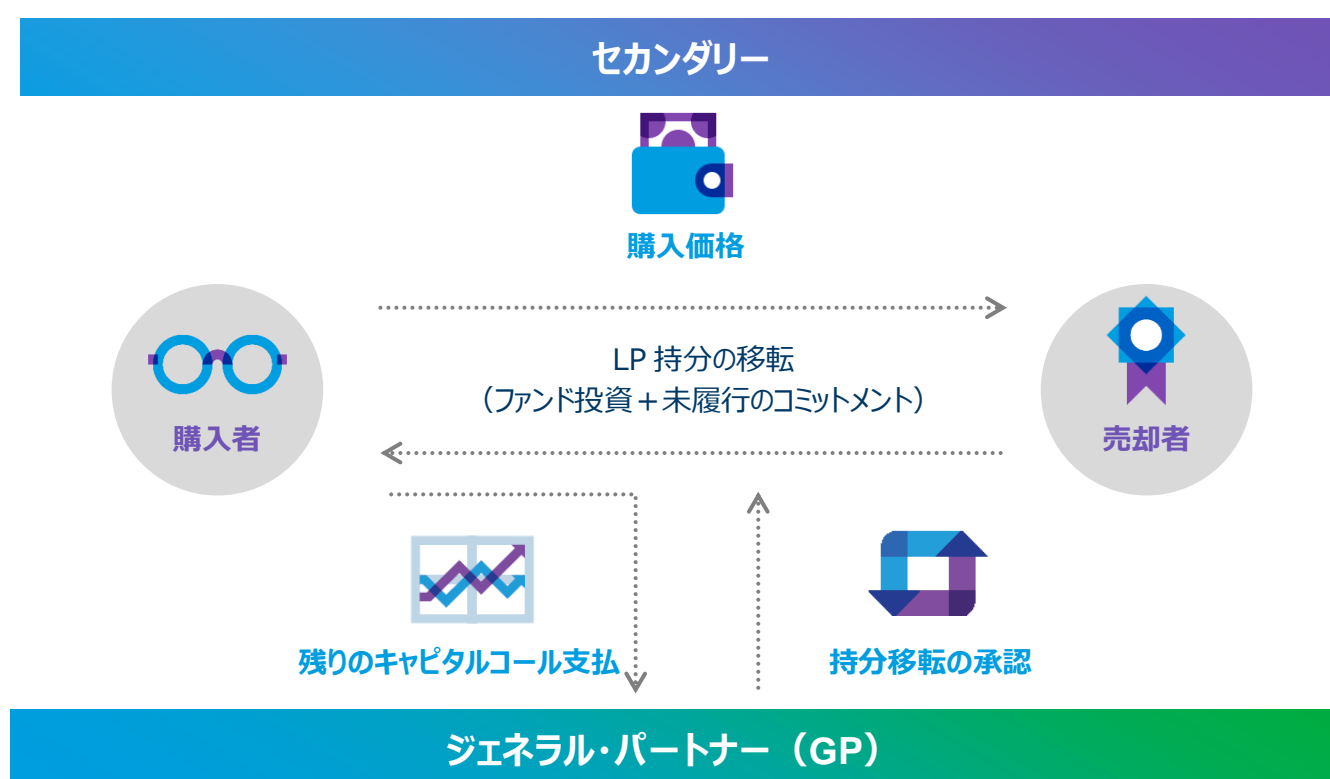 セカンダリー
購入価格
LP 持分の移転
（ファンド投資＋未履行のコミットメント）
購入者
売却者
残りのキャピタルコール支払
持分移転の承認
ジェネラル・パートナー（GP）